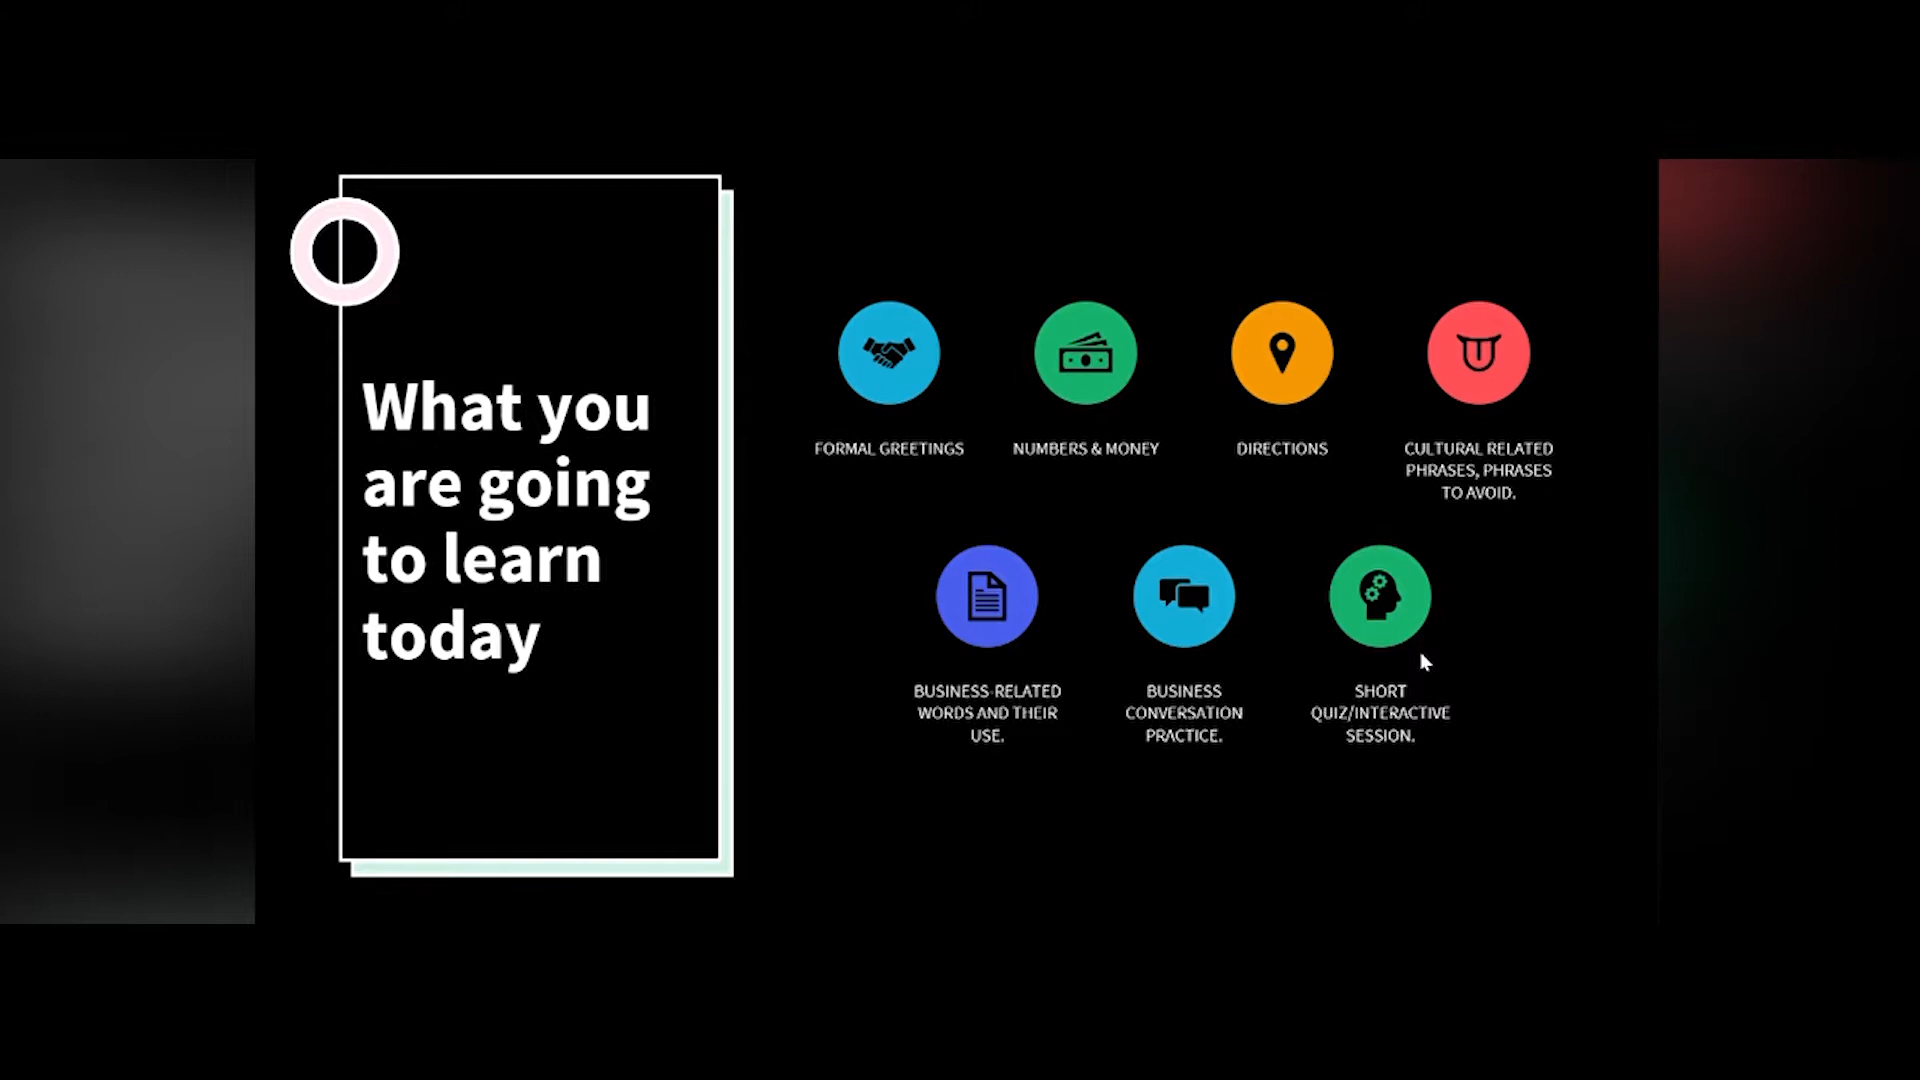 What you
are going
to learn
today
FORMAL GREETINGS
NUMBERS & MONEY
DIRECTIONS
CULTURAL RELATED
PHRASES, PHRASES
TO AVOID.
BUSINESS-RELATED
WORDS AND THEIR
USE.
BUSINESS
CONVERSATION
PRACTICE.
SHORT
QUIZ/INTERACTIVE
SESSION.